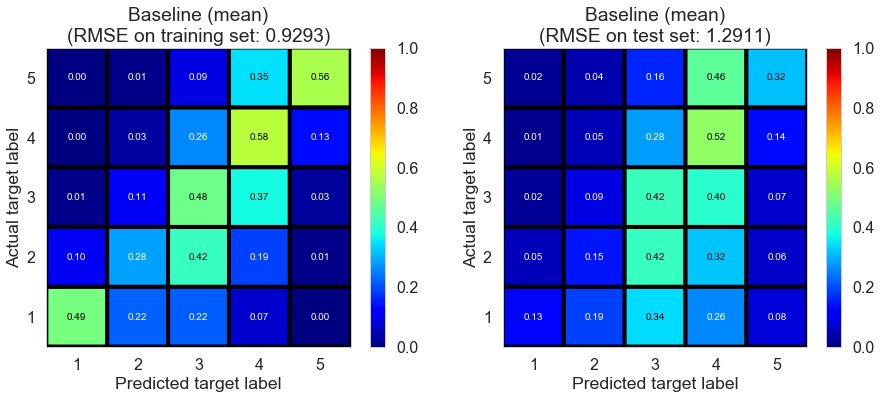 Baseline (mean)
(RMSE on training set: 0.9293)
Actual target label
5
0.00 0.01 0.09 0.35 0.56
4
0.00 0.03 0.26 0.58 0.13
3
0.01 0.11 0.48 0.37 0.03
2
0.10 0.28 0.42 0.19 0.01
1
0.49 0.22 0.22 0.07 0.00
1 2 3 4 5
Predicted target label
1.0
0.8
0.6
0.4
0.2
0.0
Baseline (mean)
(RMSE on test set: 1.2911)
Actual target label
5
0.02 0.04 0.16 0.46 0.32
4
0.01 0.05 0.28 0.52 0.14
3
0.02 0.09 0.42 0.40 0.07
2
0.05 0.15 0.42 0.32 0.06
1
0.13 0.19 0.34 0.26 0.08
1 2 3 4 5
Predicted target label
1.0
0.8
0.6
0.4
0.2
0.0